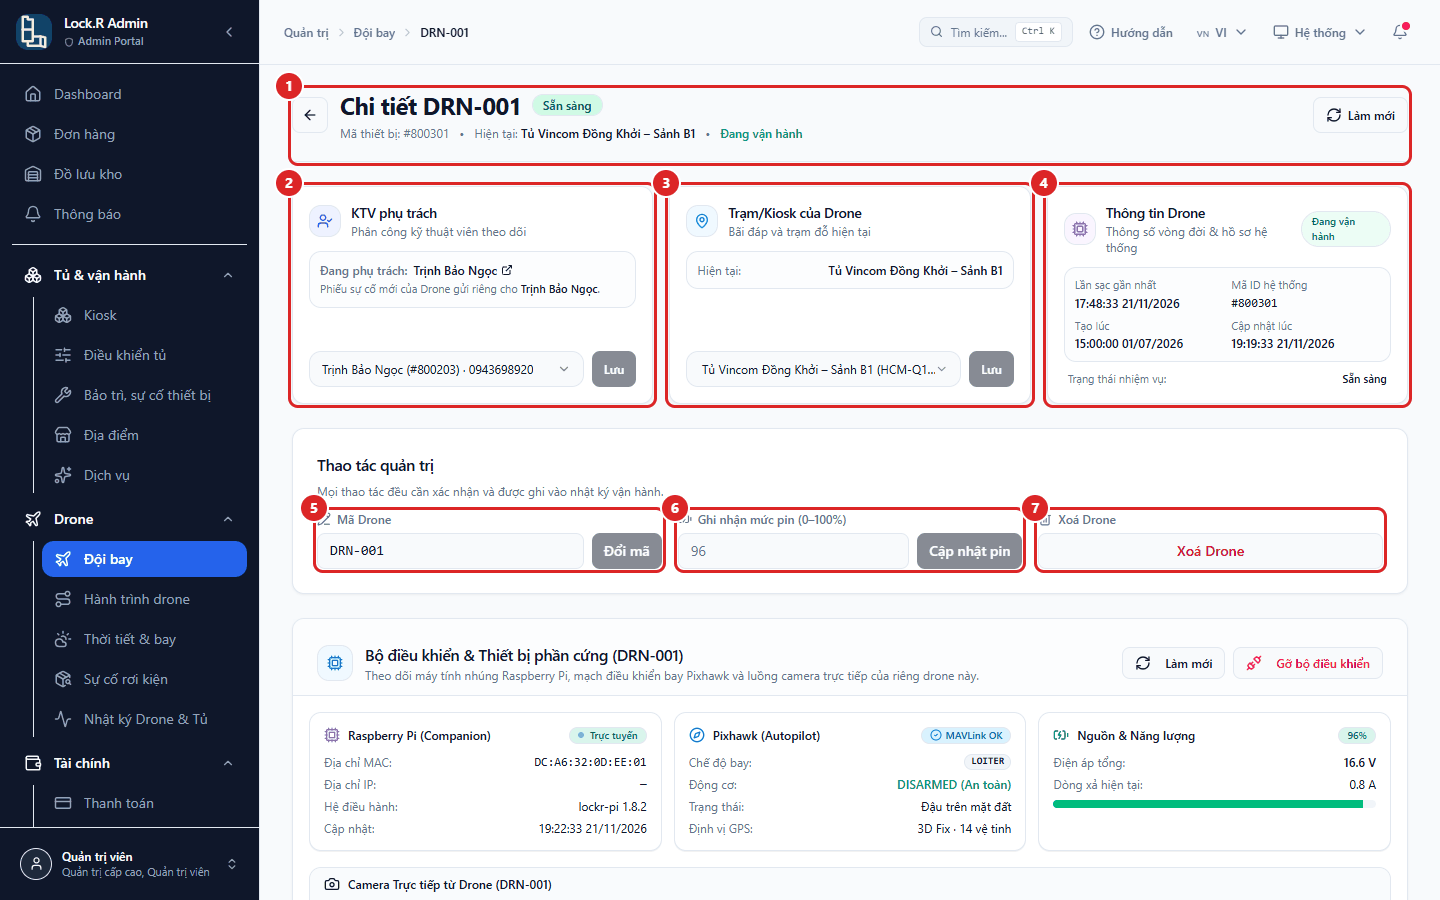 Lock.R Admin
Admin Portal
Dashboard
Đơn hàng
Đồ lưu kho
Thông báo
Tủ & vận hành
Kiosk
Điều khiển tủ
Bảo trì, sự cố thiết bị
Địa điểm
Dịch vụ
Drone
Đội bay
Hành trình drone
Thời tiết & bay
Sự cố rơi kiện
Nhật ký Drone & Tủ
Tài chính
Thanh toán
Quản trị viên
Quản trị cấp cao, Quản trị viên
Quản trị > Đội bay > DRN-001
Tìm kiếm... Ctrl K
Hướng dẫn
VN VI
Hệ thống
1
Chi tiết DRN-001 Sẵn sàng
Mã thiết bị: #800301 • Hiện tại: Tủ Vincom Đồng Khởi – Sảnh B1 • Đang vận hành
Làm mới
2
KTV phụ trách
Phân công kỹ thuật viên theo dõi
Đang phụ trách: Trịnh Bảo Ngọc
Phiếu sự cố mới của Drone gửi riêng cho Trịnh Bảo Ngọc.
Trịnh Bảo Ngọc (#800203) · 0943698920
Lưu
3
Trạm/Kiosk của Drone
Bãi đáp và trạm đỗ hiện tại
Hiện tại: Tủ Vincom Đồng Khởi – Sảnh B1
Tủ Vincom Đồng Khởi – Sảnh B1 (HCM-Q1...
Lưu
4
Thông tin Drone
Thông số vòng đời & hồ sơ hệ thống
Đang vận hành
Lần sạc gần nhất
17:48:33 21/11/2026
Mã ID hệ thống
#800301
Tạo lúc
15:00:00 01/07/2026
Cập nhật lúc
19:19:33 21/11/2026
Trạng thái nhiệm vụ: Sẵn sàng
Thao tác quản trị
Mọi thao tác đều cần xác nhận và được ghi vào nhật ký vận hành.
5
Mã Drone
DRN-001
Đổi mã
6
Ghi nhận mức pin (0–100%)
96
Cập nhật pin
7
Xoá Drone
Xoá Drone
Bộ điều khiển & Thiết bị phần cứng (DRN-001)
Theo dõi máy tính nhúng Raspberry Pi, mạch điều khiển bay Pixhawk và luồng camera trực tiếp của riêng drone này.
Làm mới
Gỡ bộ điều khiển
Raspberry Pi (Companion) Trực tuyến
Địa chỉ MAC: DC:A6:32:0D:EE:01
Địa chỉ IP: –
Hệ điều hành: lockr-pi 1.8.2
Cập nhật: 19:22:33 21/11/2026
Pixhawk (Autopilot) MAVLink OK
Chế độ bay: LOITER
Động cơ: DISARMED (An toàn)
Trạng thái: Đậu trên mặt đất
Định vị GPS: 3D Fix · 14 vệ tinh
Nguồn & Năng lượng 96%
Điện áp tổng: 16.6 V
Dòng xả hiện tại: 0.8 A
Camera Trực tiếp từ Drone (DRN-001)